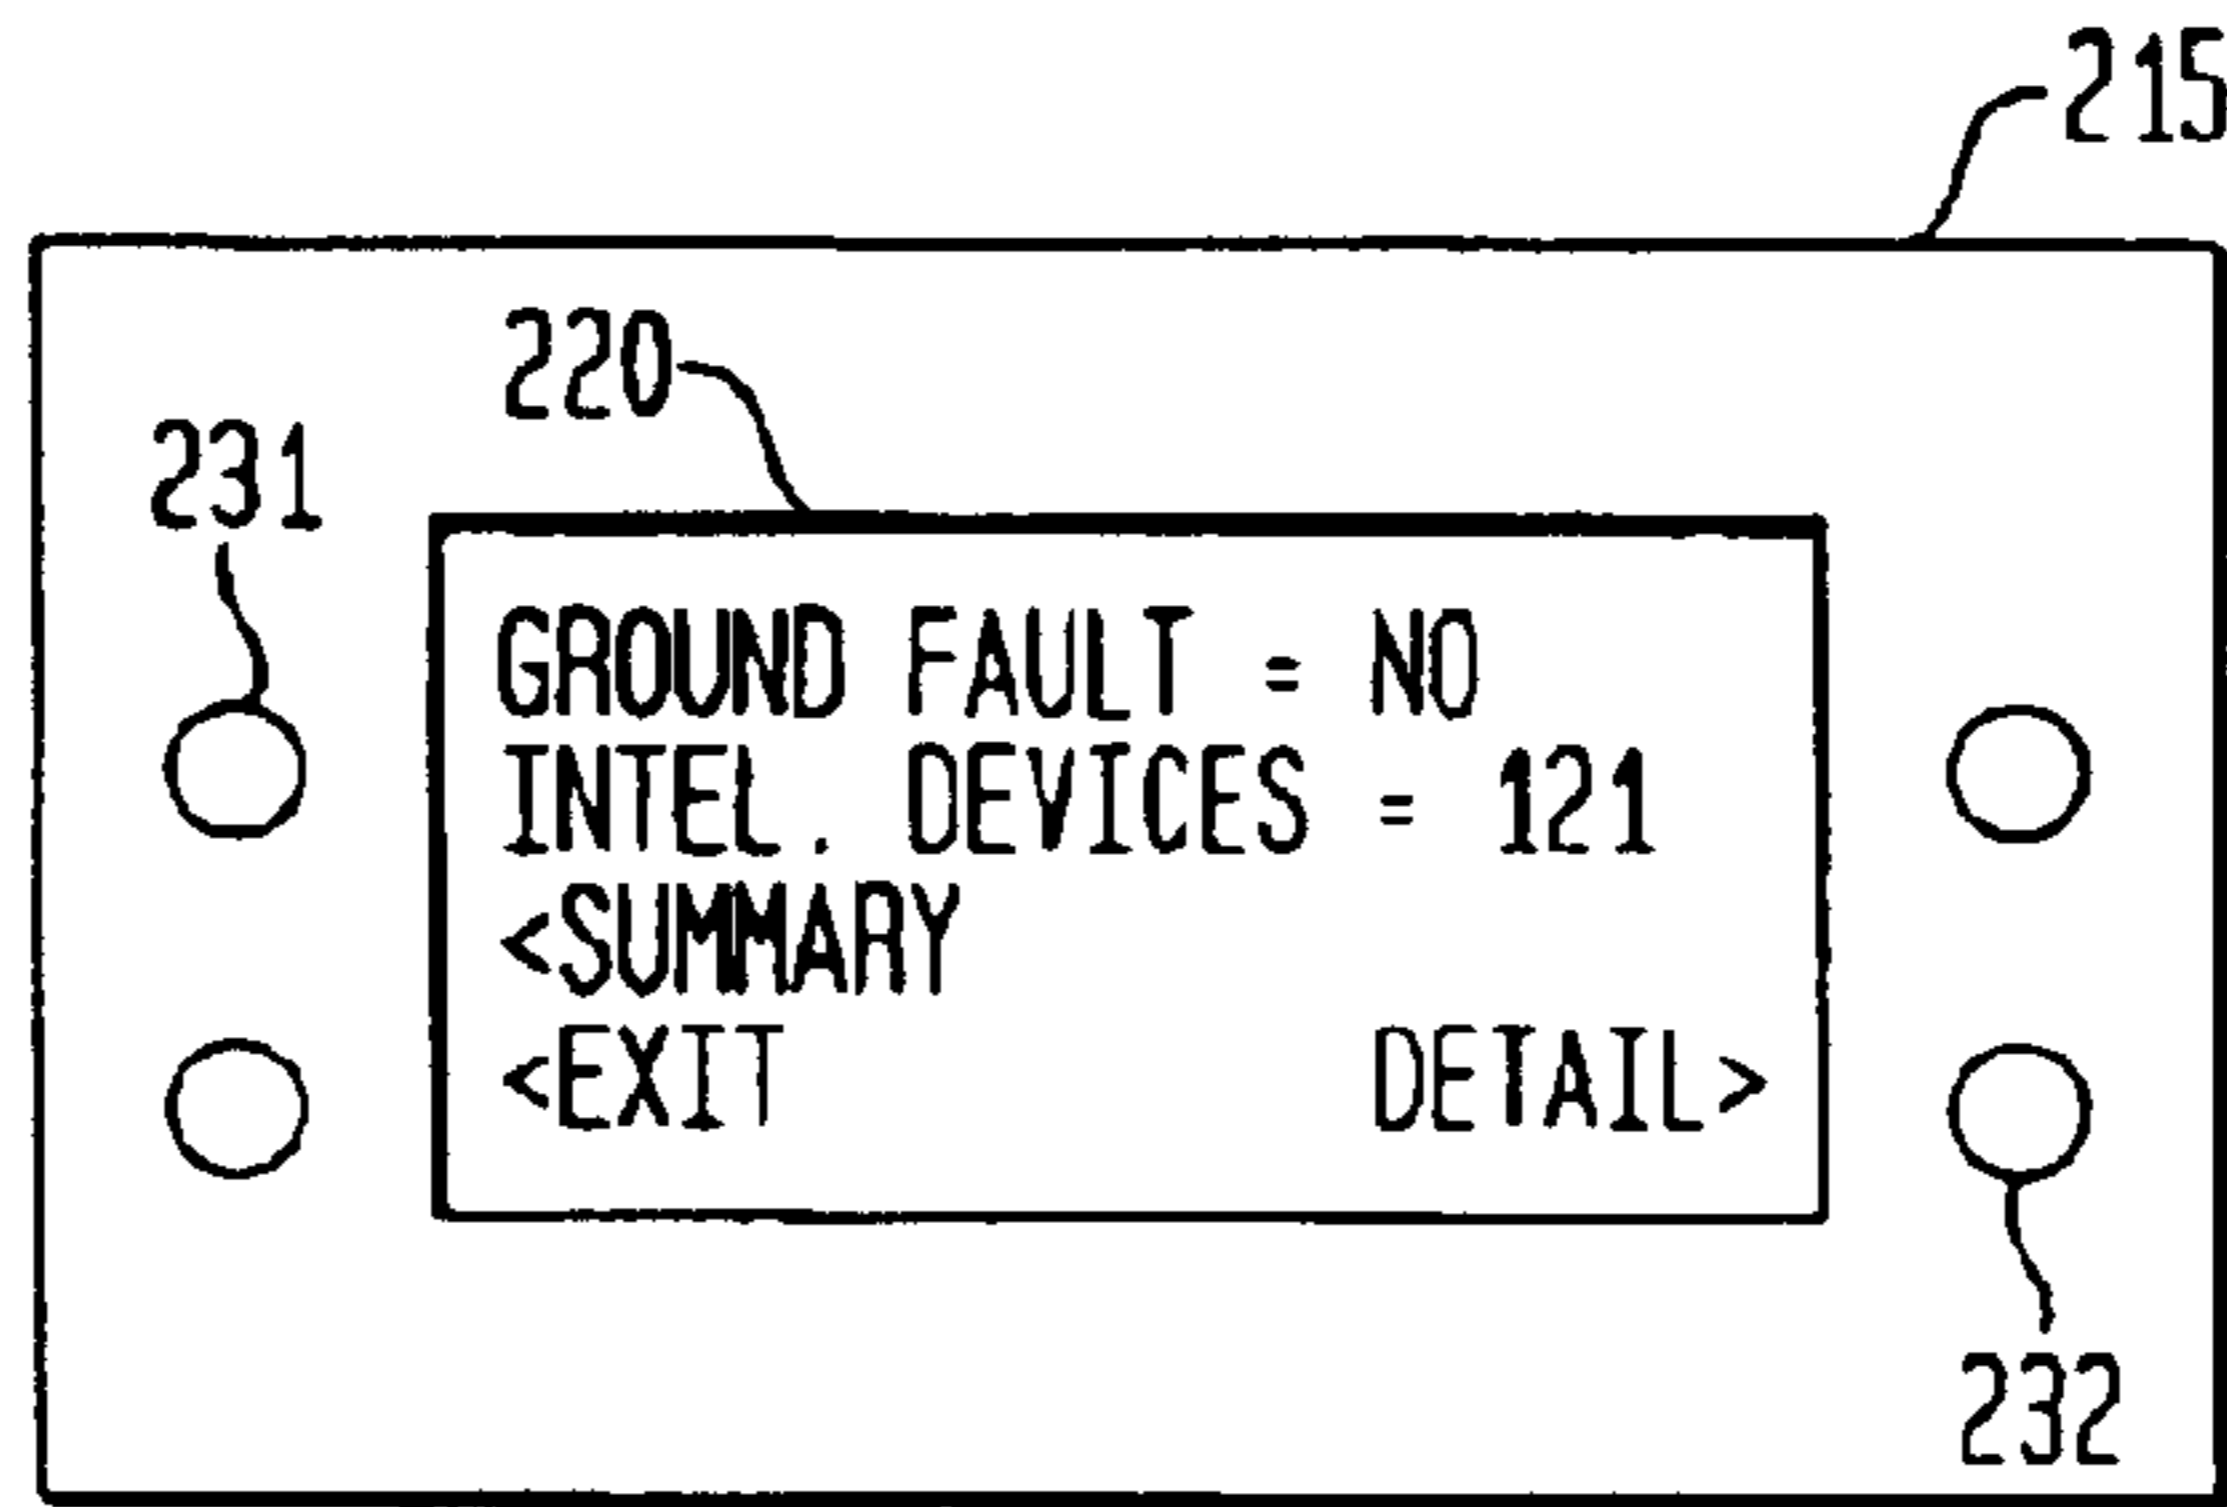 215
220
231
GROUND FAULT = NO
INTEL. DEVICES = 121
<SUMMARY
<EXIT DETAIL>
232